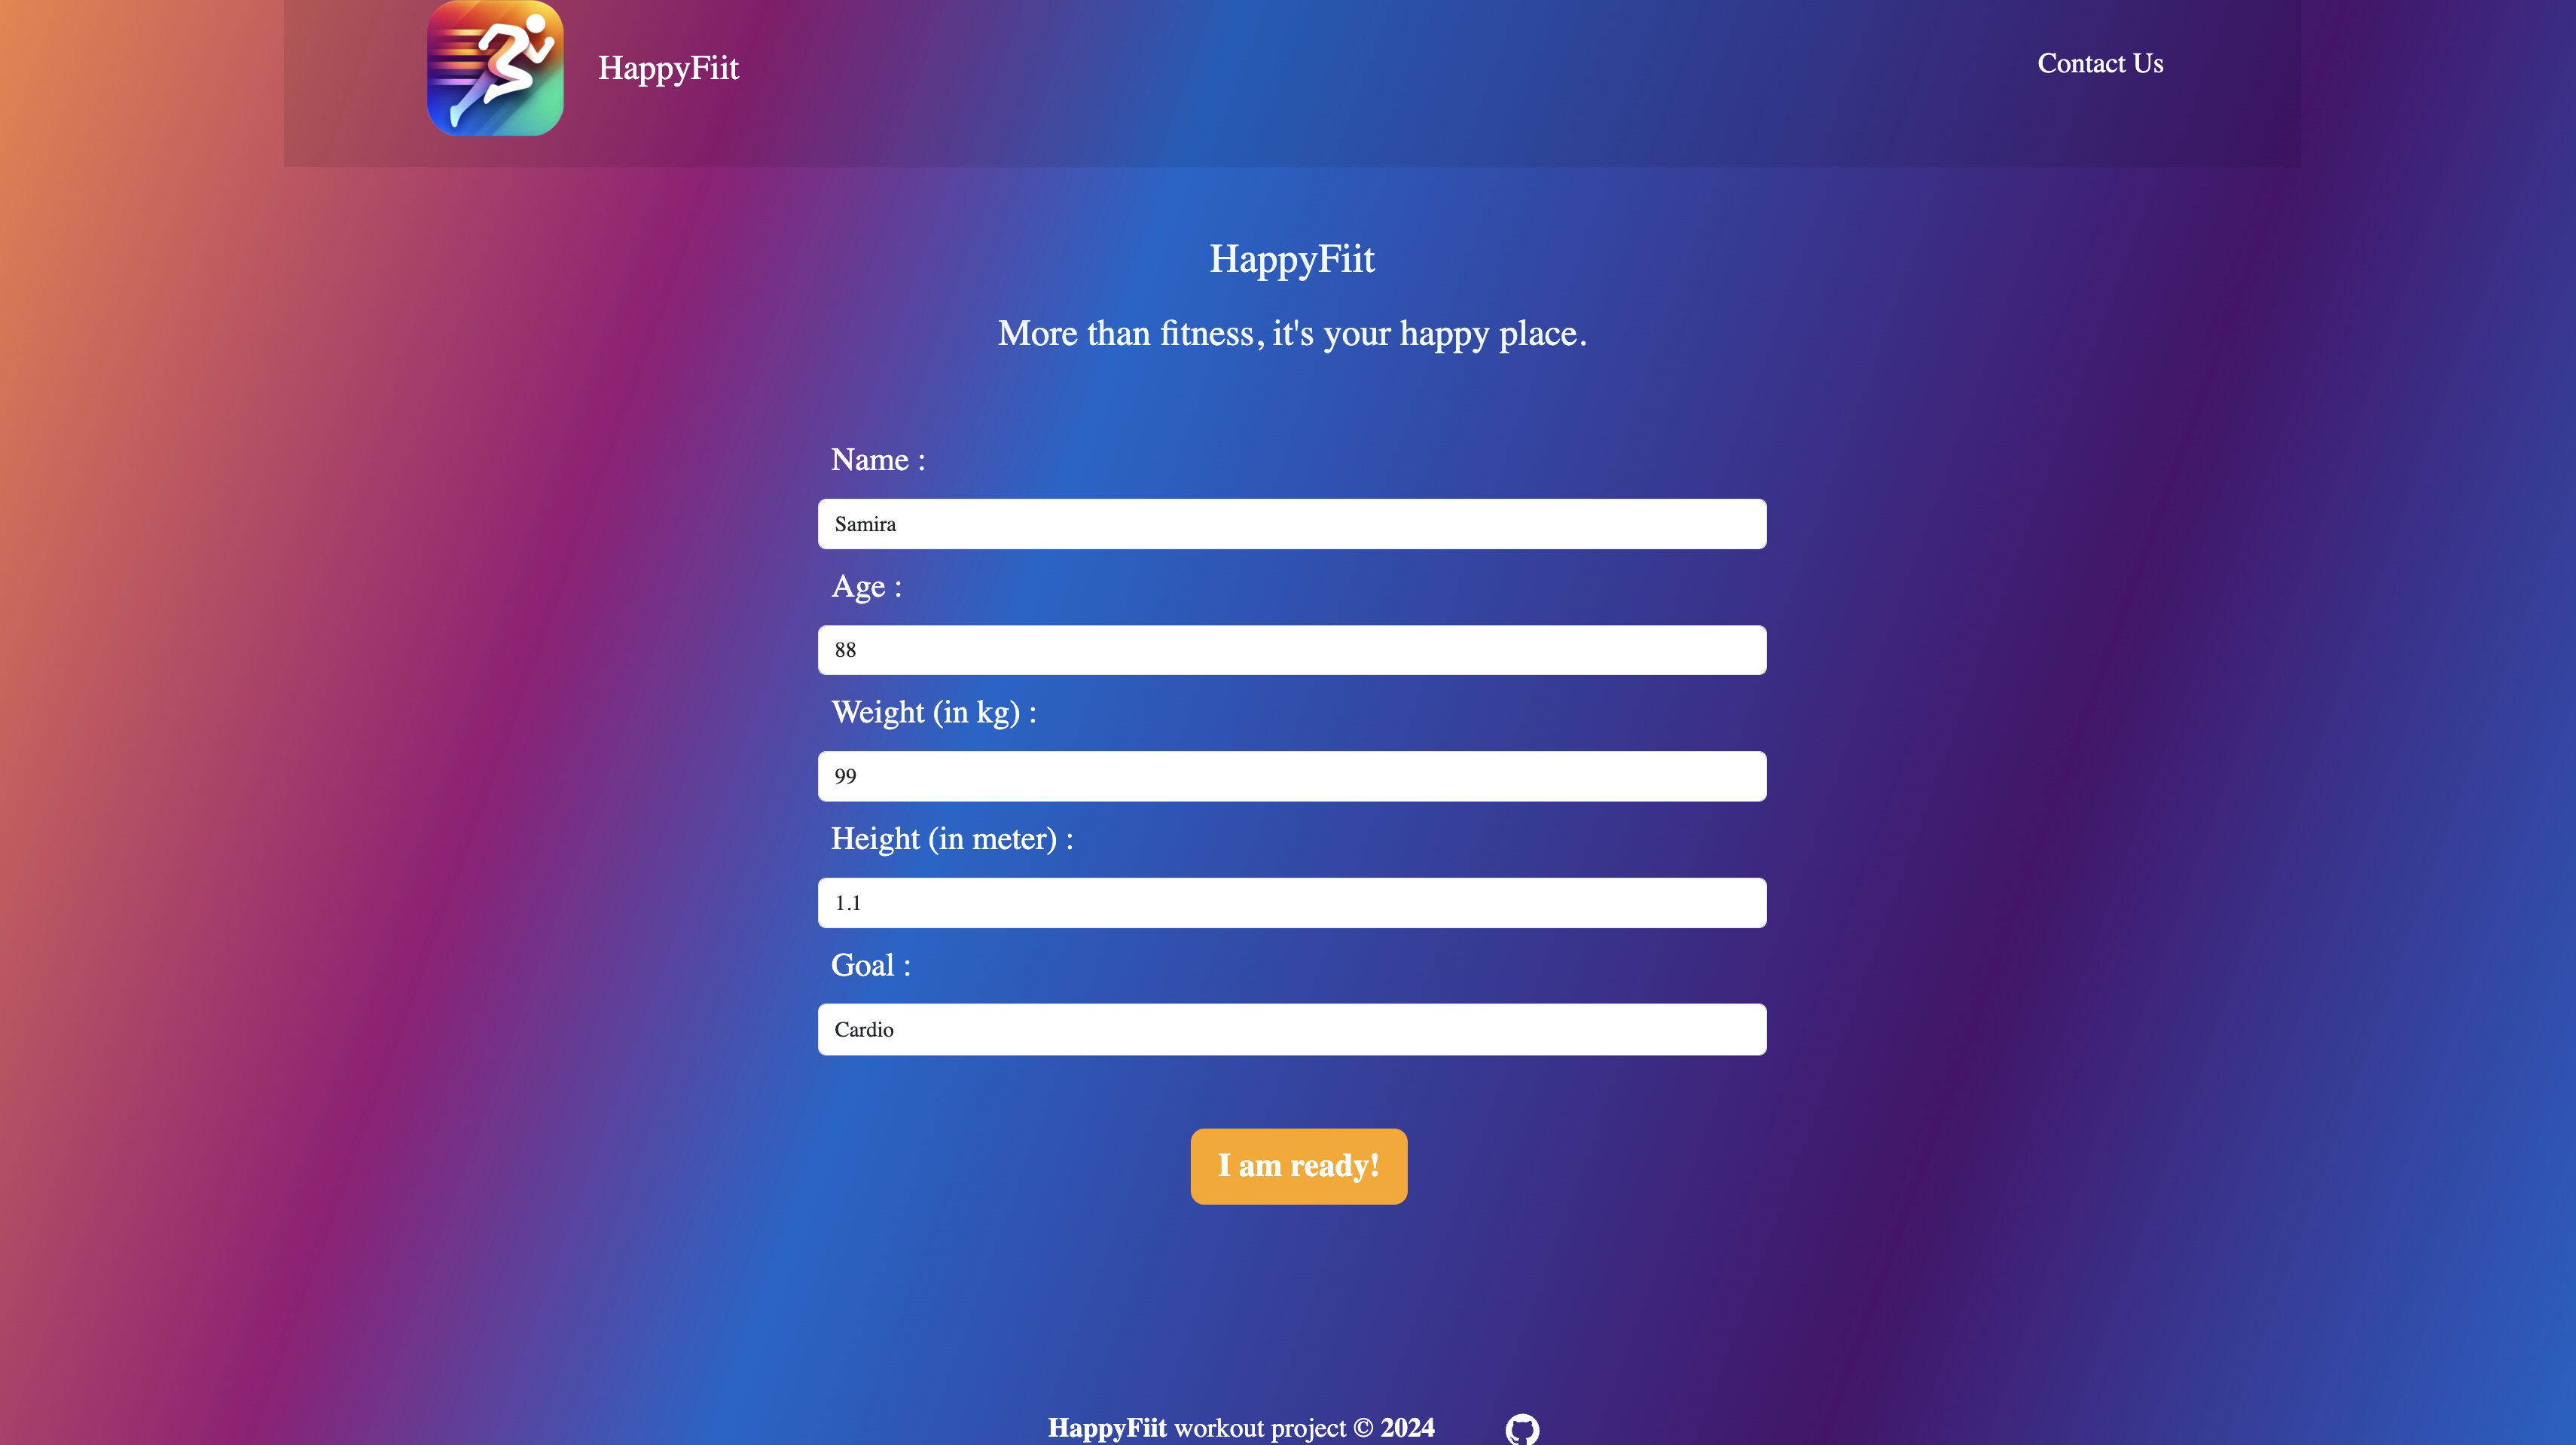 HappyFiit
Contact Us
HappyFiit
More than fitness, it's your happy place.
Name :
Samira
Age :
88
Weight (in kg) :
99
Height (in meter) :
1.1
Goal :
Cardio
I am ready!
HappyFiit workout project © 2024